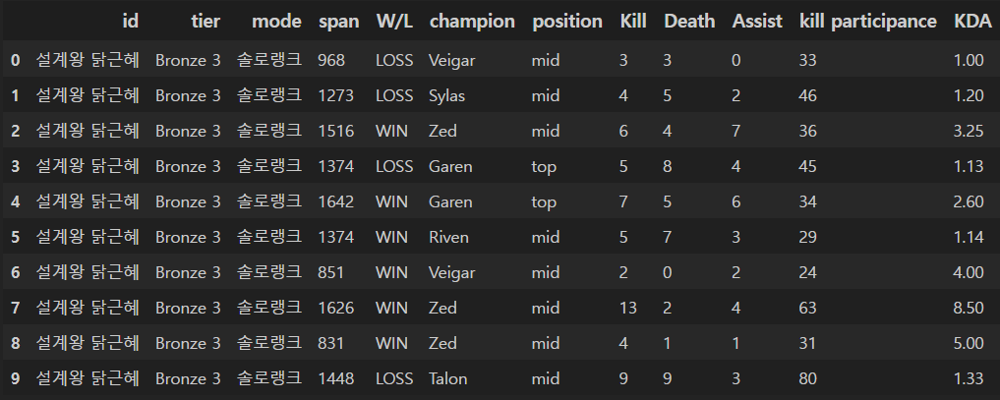 id tier mode span W/L champion position Kill Death Assist kill participance KDA
0 설계왕 닭근혜 Bronze 3 솔로랭크 968 LOSS Veigar mid 3 3 0 33 1.00
1 설계왕 닭근혜 Bronze 3 솔로랭크 1273 LOSS Sylas mid 4 5 2 46 1.20
2 설계왕 닭근혜 Bronze 3 솔로랭크 1516 WIN Zed mid 6 4 7 36 3.25
3 설계왕 닭근혜 Bronze 3 솔로랭크 1374 LOSS Garen top 5 8 4 45 1.13
4 설계왕 닭근혜 Bronze 3 솔로랭크 1642 WIN Garen top 7 5 6 34 2.60
5 설계왕 닭근혜 Bronze 3 솔로랭크 1374 WIN Riven mid 5 7 3 29 1.14
6 설계왕 닭근혜 Bronze 3 솔로랭크 851 WIN Veigar mid 2 0 2 24 4.00
7 설계왕 닭근혜 Bronze 3 솔로랭크 1626 WIN Zed mid 13 2 4 63 8.50
8 설계왕 닭근혜 Bronze 3 솔로랭크 831 WIN Zed mid 4 1 1 31 5.00
9 설계왕 닭근혜 Bronze 3 솔로랭크 1448 LOSS Talon mid 9 9 3 80 1.33